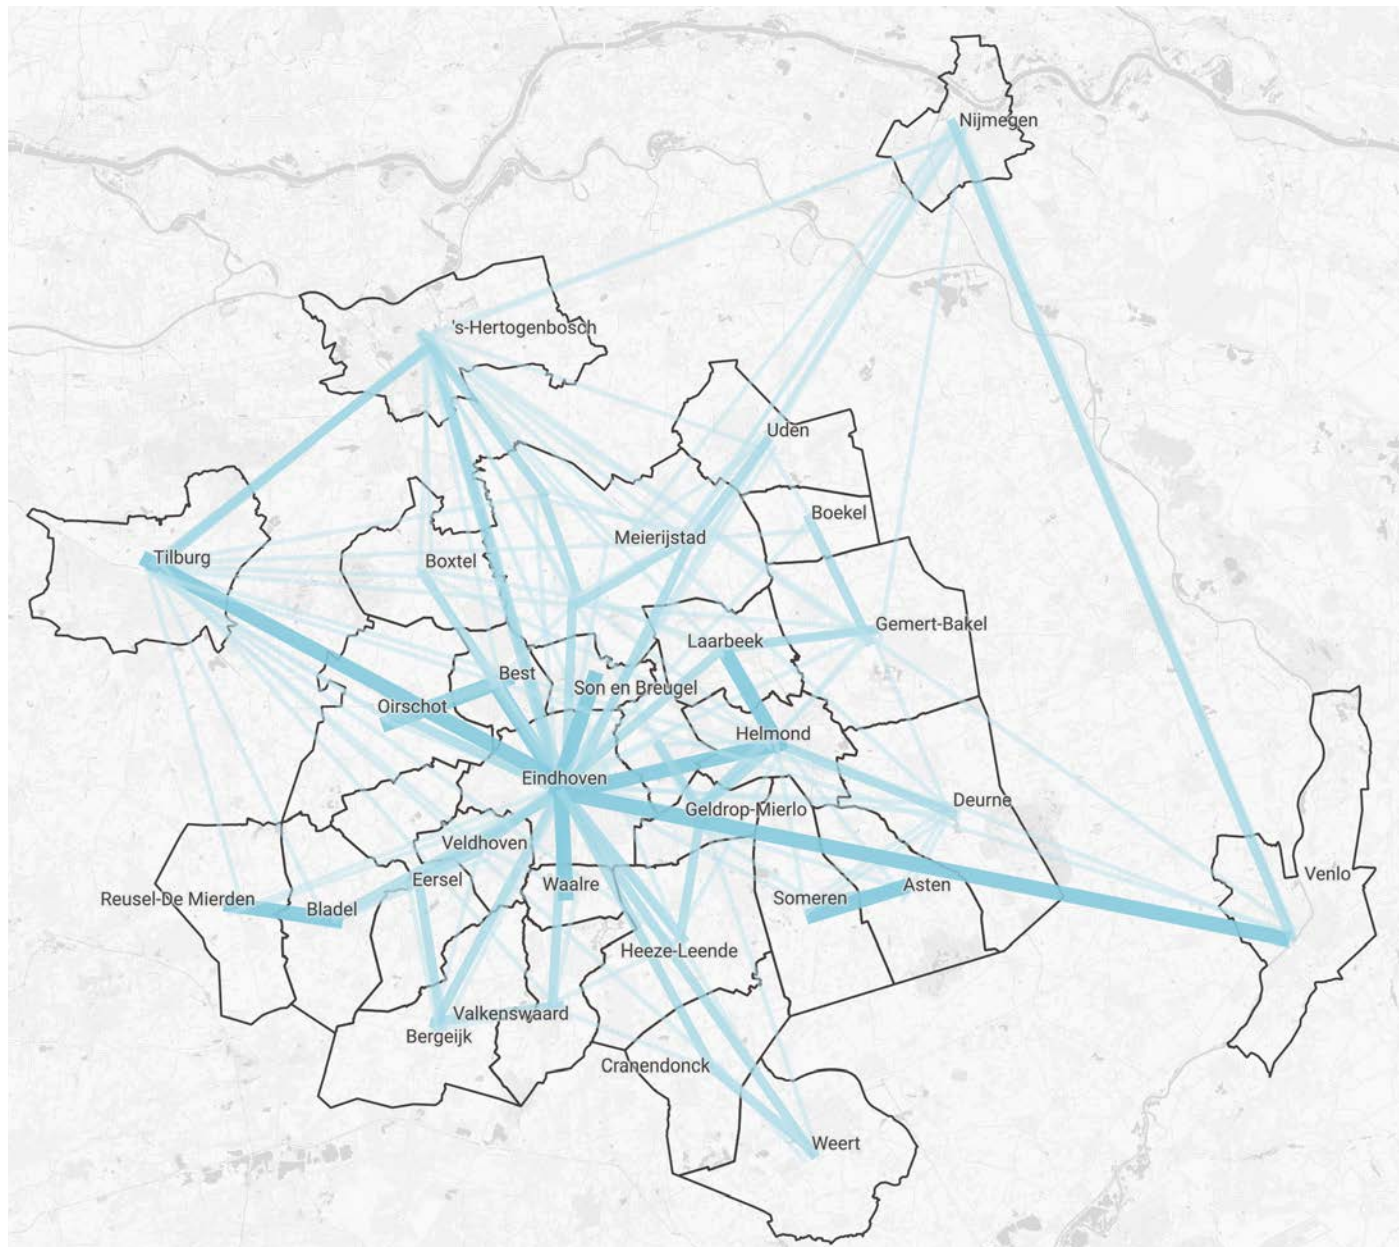 Nijmegen
's-Hertogenbosch
Uden
Boekel
Meierijstad
Tilburg
Boxtel
Gemert-Bakel
Laarbeek
Best
Son en Breugel
Oirschot
Helmond
Eindhoven
Deurne
Geldrop-Mierlo
Veldhoven
Venlo
Eersel
Waalre
Asten
Reusel-De Mierden
Someren
Bladel
Heeze-Leende
Valkenswaard
Bergeijk
Cranendonck
Weert